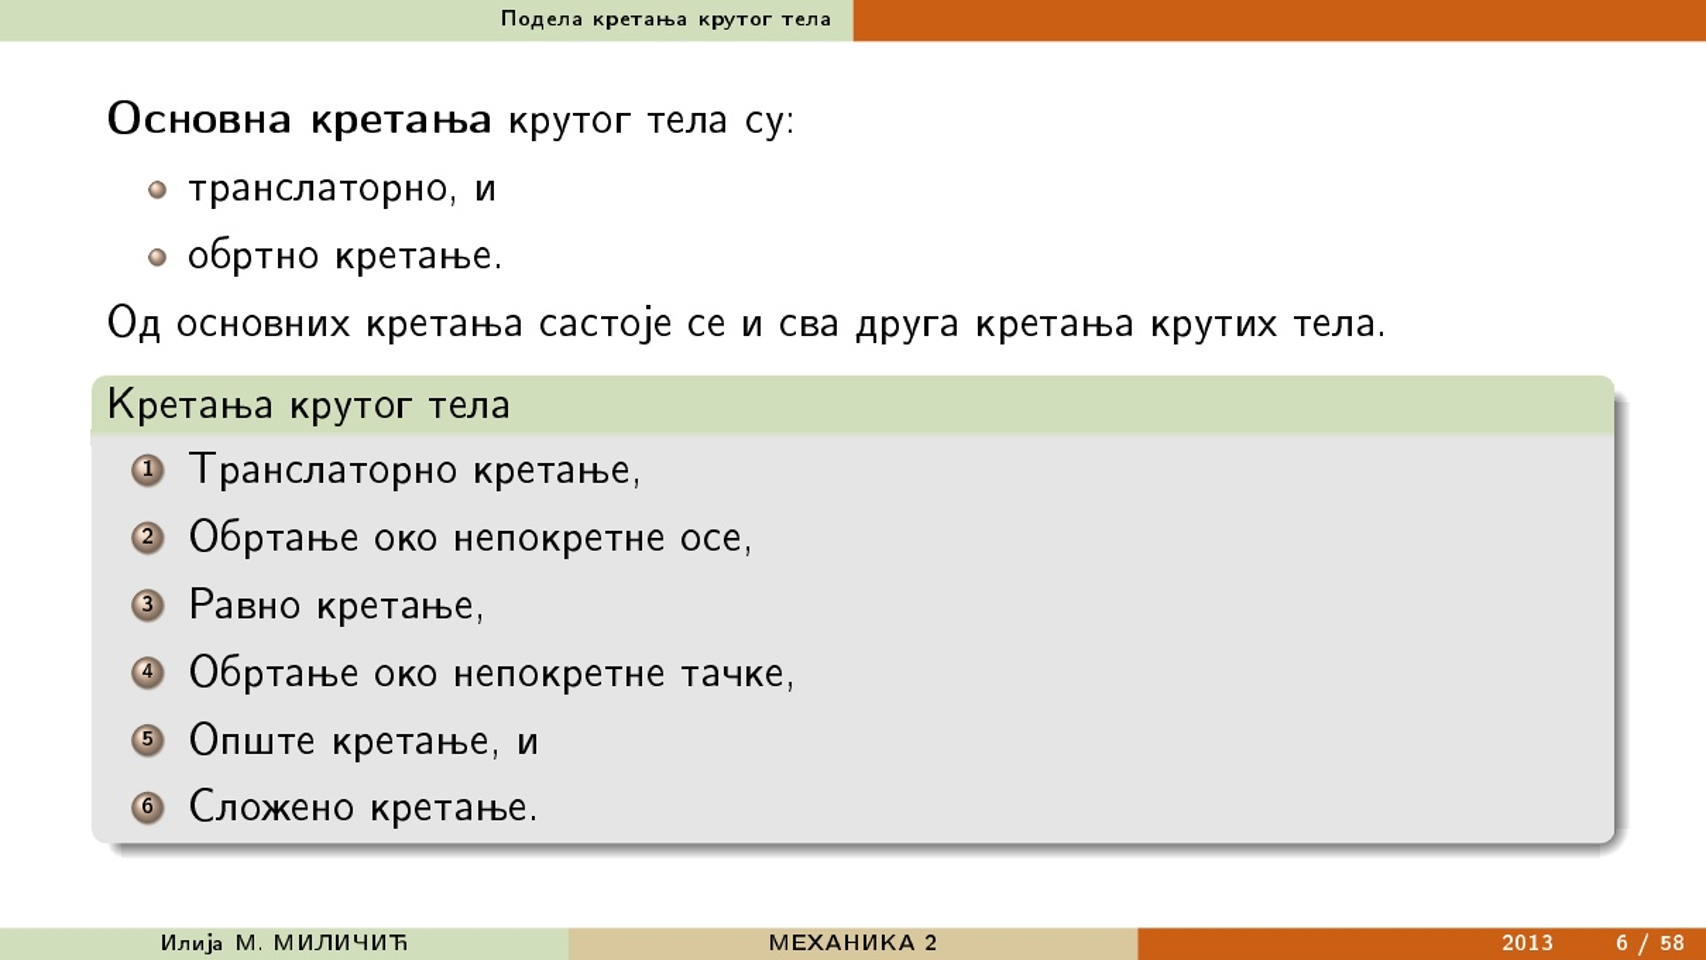 Подела кретања крутог тела
Основна кретања крутог тела су:
транслаторно, и
обртно кретање.
Од основних кретања састоје се и сва друга кретања крутих тела.
Кретања крутог тела
1 Транслаторно кретање,
2 Обртање око непокретне осе,
3 Равно кретање,
4 Обртање око непокретне тачке,
5 Опште кретање, и
6 Сложено кретање.
Илија М. МИЛИЧИЋ МЕХАНИКА 2 2013 6 / 58